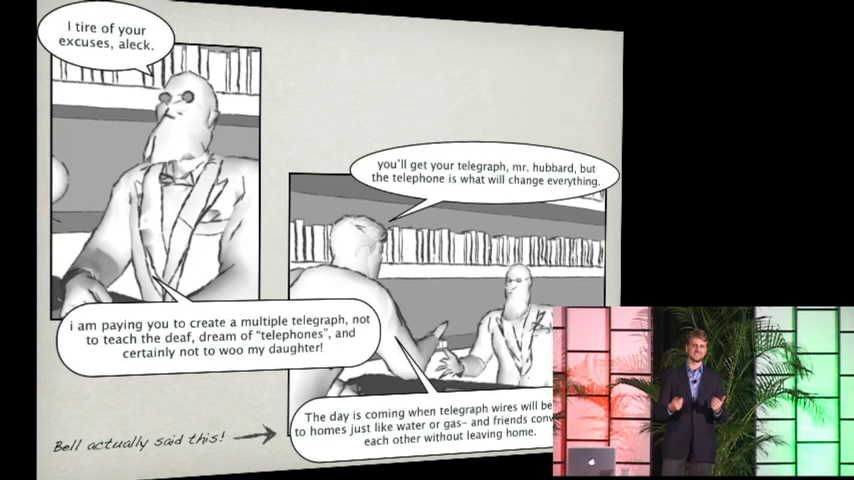 I tire of your
excuses, aleck.
i am paying you to create a multiple telegraph, not
to teach the deaf, dream of "telephones", and
certainly not to woo my daughter!
you'll get your telegraph, mr. hubbard, but
the telephone is what will change everything.
The day is coming when telegraph wires will be
to homes just like water or gas- and friends
each other without leaving home.
Bell actually said this!